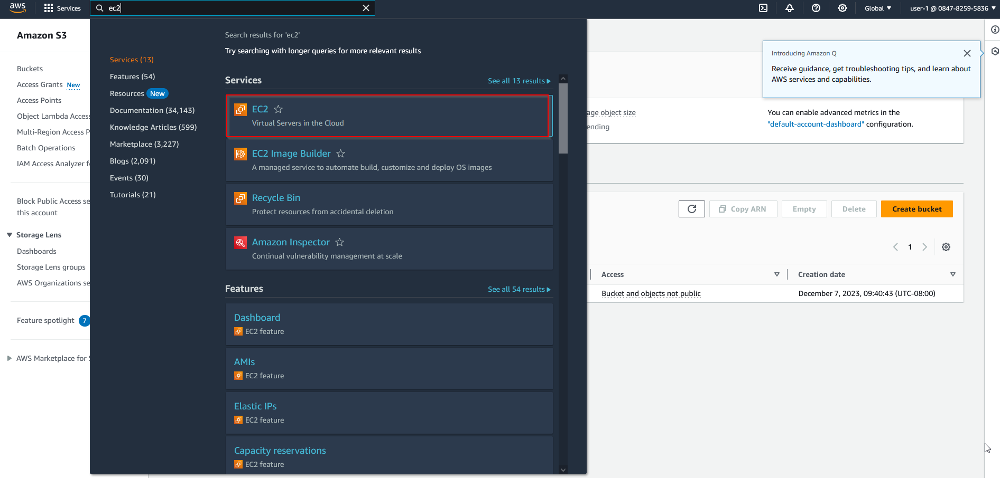 aws
Services
ec2
Global
user-1 @ 0847-8259-5836
Amazon S3
Buckets
Access Grants New
Access Points
Object Lambda Acces
Multi-Region Access P
Batch Operations
IAM Access Analyzer f
Block Public Access se
this account
Storage Lens
Dashboards
Storage Lens groups
AWS Organizations se
Feature spotlight 7
AWS Marketplace for S
Services (13)
Features (54)
Resources New
Documentation (34,143)
Knowledge Articles (599)
Marketplace (3,227)
Blogs (2,091)
Events (30)
Tutorials (21)
Search results for 'ec2'
Try searching with longer queries for more relevant results
Services
See all 13 results
EC2
Virtual Servers in the Cloud
EC2 Image Builder
A managed service to automate build, customize and deploy OS images
Recycle Bin
Protect resources from accidental deletion
Amazon Inspector
Continual vulnerability management at scale
Features
See all 54 results
Dashboard
EC2 feature
AMIs
EC2 feature
Elastic IPs
EC2 feature
Capacity reservations
EC2 feature
Introducing Amazon Q
Receive guidance, get troubleshooting tips, and learn about
AWS services and capabilities.
age object size
ending
You can enable advanced metrics in the
"default-account-dashboard" configuration.
Copy ARN
Empty
Delete
Create bucket
1
Access
Creation date
Bucket and objects not public
December 7, 2023, 09:40:43 (UTC-08:00)